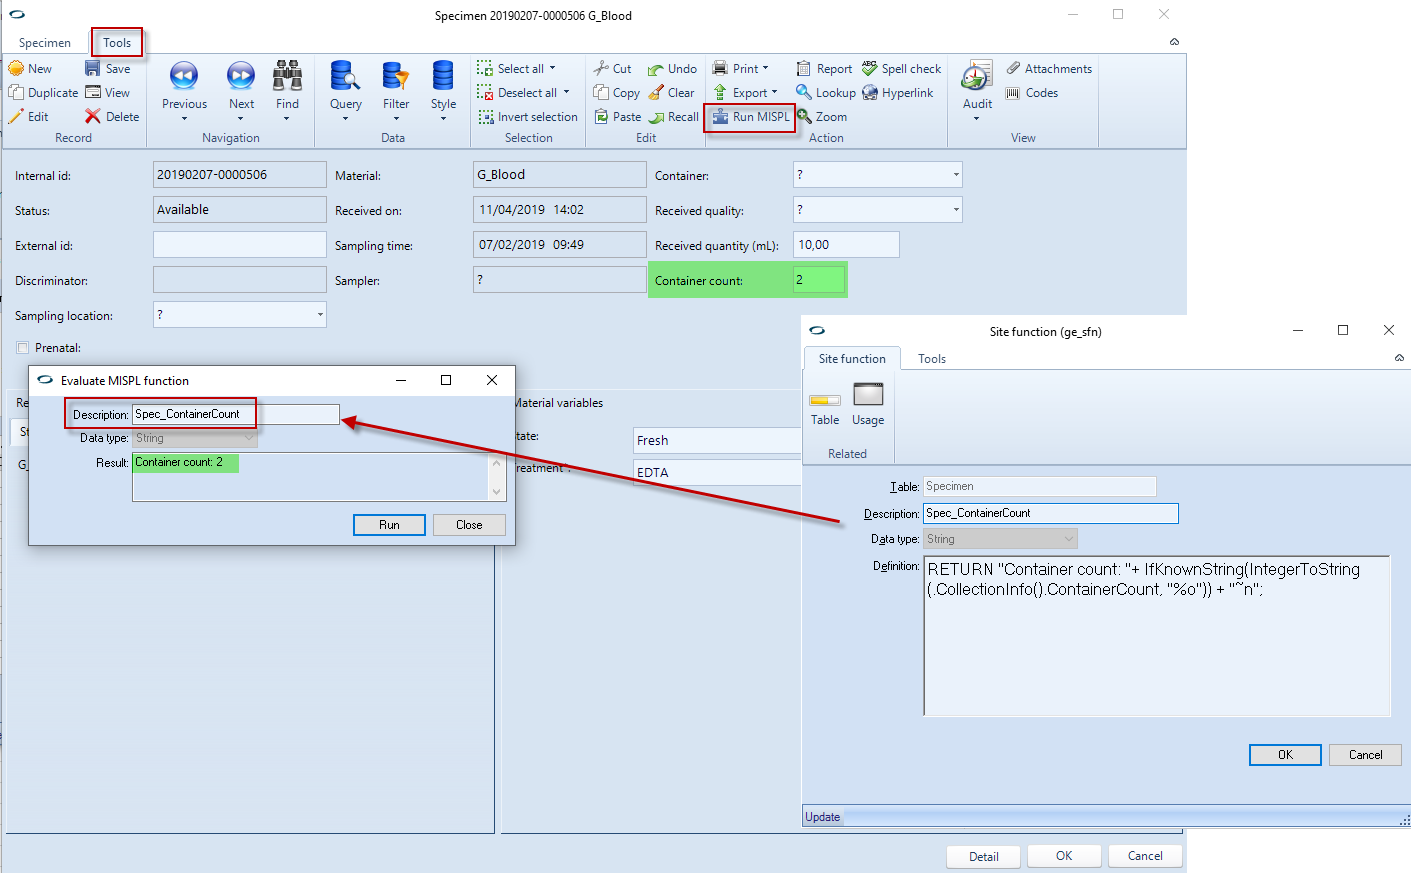 Specimen 20190207-0000506 G_Blood
Specimen Tools
New Save
Duplicate View
Edit Delete
Record
Previous Next Find
Navigation
Query Filter Style
Data
Select all
Deselect all
Invert selection
Selection
Cut Undo
Copy Clear
Paste Recall
Edit
Print Report Spell check
Export Lookup Hyperlink
Run MISPL Zoom
Action
Audit
Attachments
Codes
View
Internal id: 20190207-0000506 Material: G_Blood Container: ?
Status: Available Received on: 11/04/2019 14:02 Received quality: ?
External id: Sampling time: 07/02/2019 09:49 Received quantity (mL): 10,00
Discriminator: Sampler: ? Container count: 2
Sampling location: ?
Prenatal:
Material variables
Fresh
EDTA
Evaluate MISPL function
Description: Spec_ContainerCount
Data type: String
Result: Container count: 2
Run Close
Site function (ge_sfn)
Site function Tools
Table Usage
Related
Table: Specimen
Description: Spec_ContainerCount
Data type: String
Definition: RETURN "Container count: "+ IfKnownString(IntegerToString
(.CollectionInfo().ContainerCount, "%o")) + "~n";
OK Cancel
Update
Detail OK Cancel